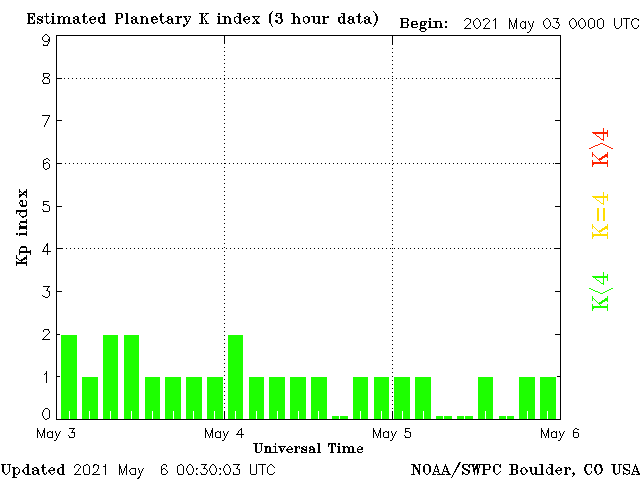 Estimated Planetary K index (3 hour data)
Begin: 2021 May 03 0000 UTC
9
8
7
6
5
4
3
2
1
0
Kp index
K>4
K=4
K<4
May 3
May 4
May 5
May 6
Universal Time
Updated 2021 May 6 00:30:03 UTC
NOAA/SWPC Boulder, CO USA